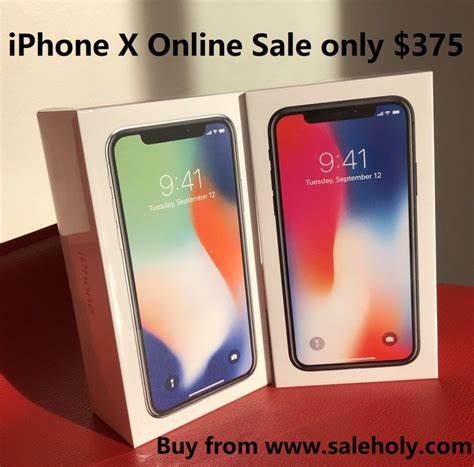 iPhone X Online Sale only $375
9:41
Tuesday, September 12
9:41
Tuesday, September 12
iPhone
Buy from www.saleholy.com